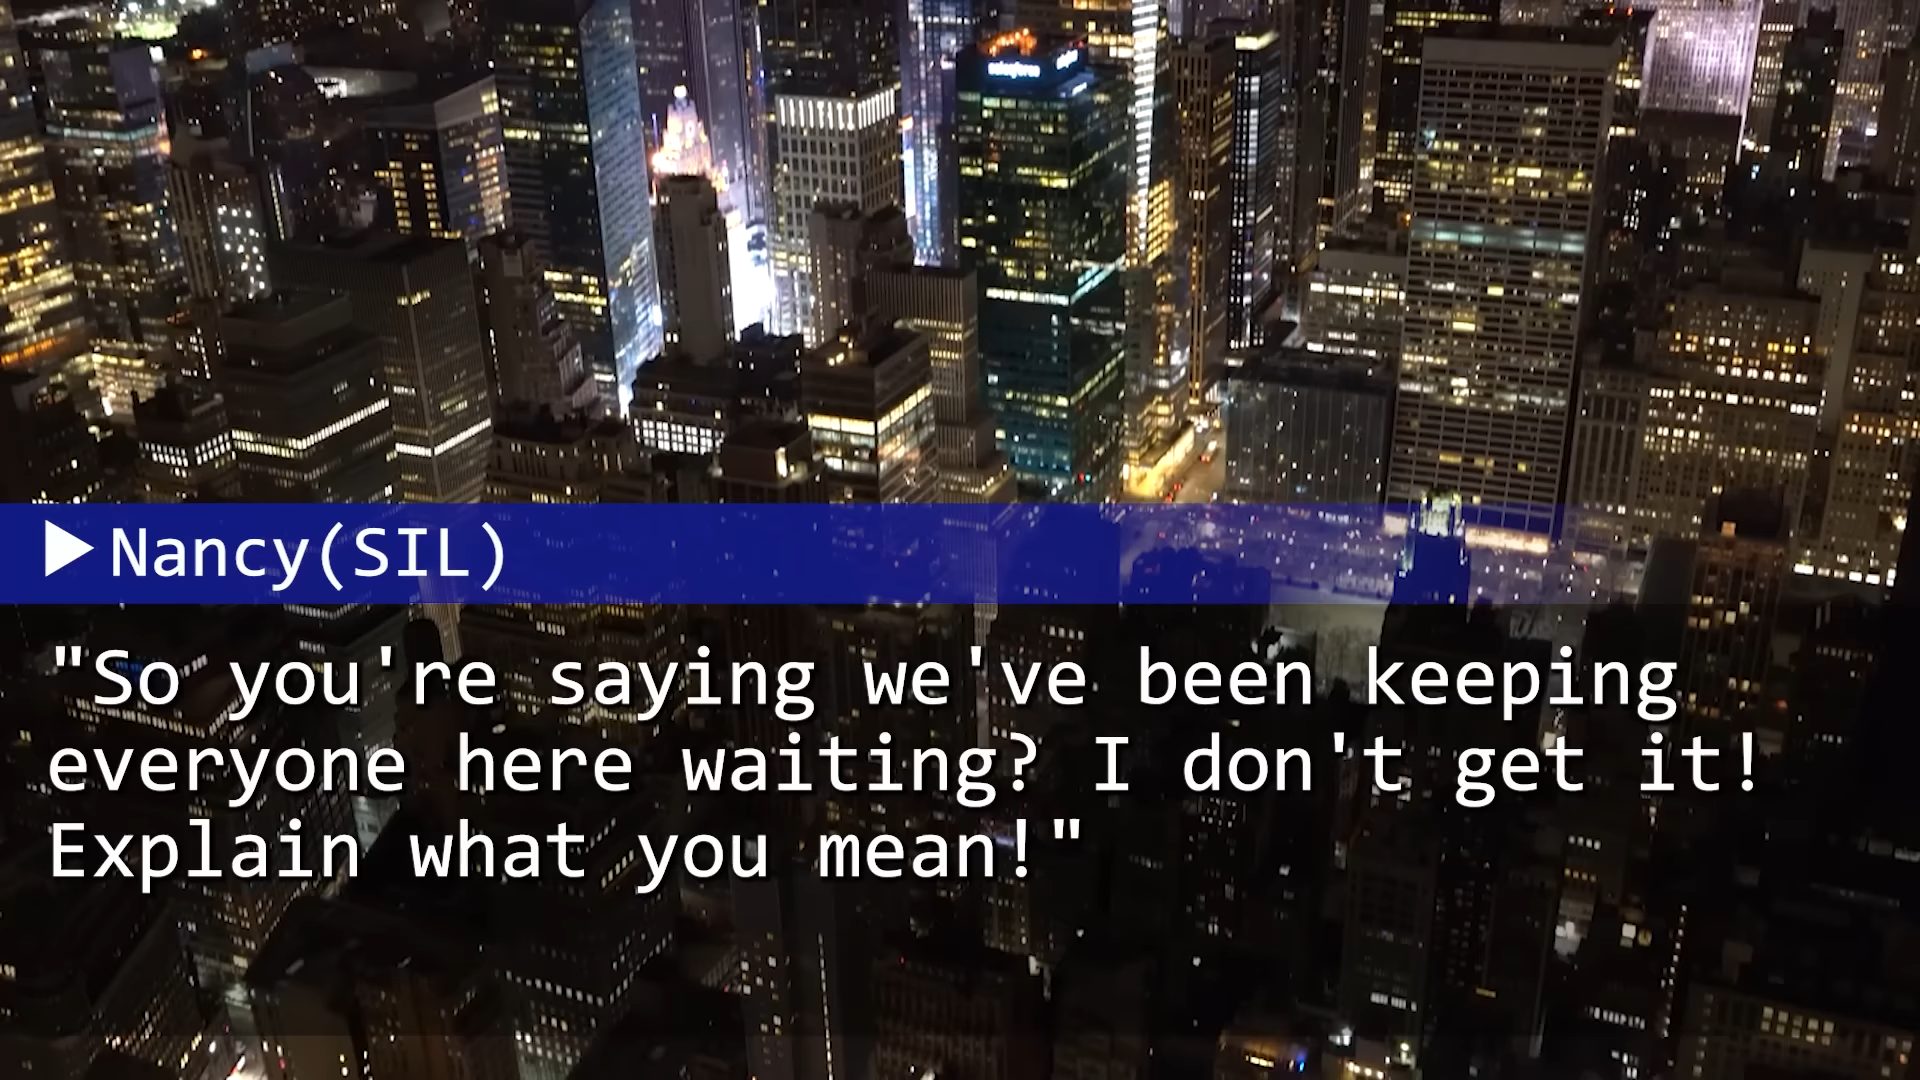 salesforce
Nancy(SIL)
"So you're saying we've been keeping
everyone here waiting? I don't get it!
Explain what you mean!"